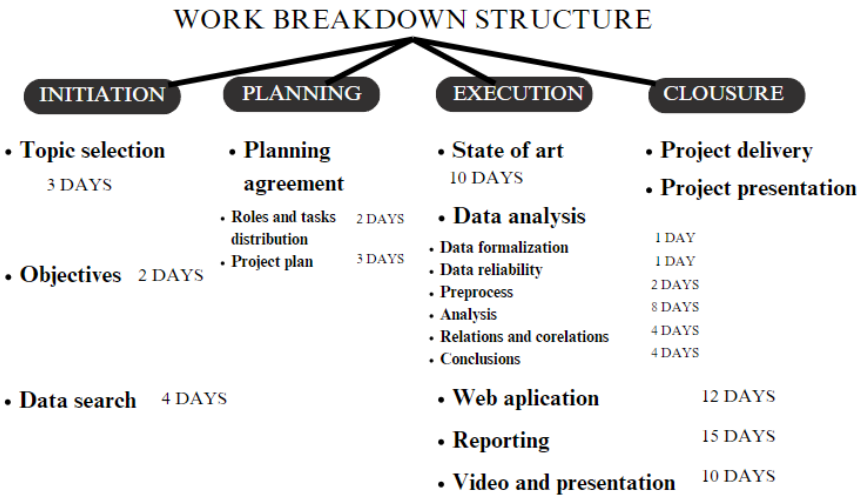 WORK BREAKDOWN STRUCTURE
INITIATION
• Topic selection
3 DAYS
• Objectives 2 DAYS
• Data search 4 DAYS
PLANNING
• Planning
agreement
• Roles and tasks 2 DAYS
distribution
• Project plan 3 DAYS
EXECUTION
• State of art
10 DAYS
• Data analysis
• Data formalization 1 DAY
• Data reliability 1 DAY
• Preprocess 2 DAYS
• Analysis 8 DAYS
• Relations and corelations 4 DAYS
• Conclusions 4 DAYS
• Web aplication 12 DAYS
• Reporting 15 DAYS
• Video and presentation 10 DAYS
CLOUSURE
• Project delivery
• Project presentation